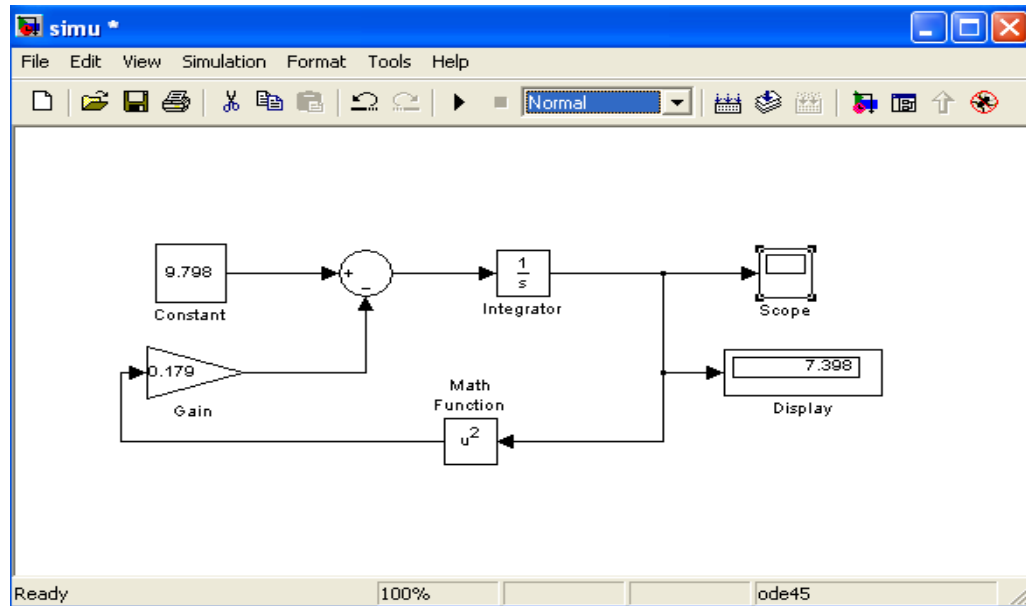 simu *
File Edit View Simulation Format Tools Help
Normal
9.798
Constant
+
−
1
s
Integrator
Scope
0.179
Gain
7.398
Display
Math
Function
u²
Ready 100% ode45